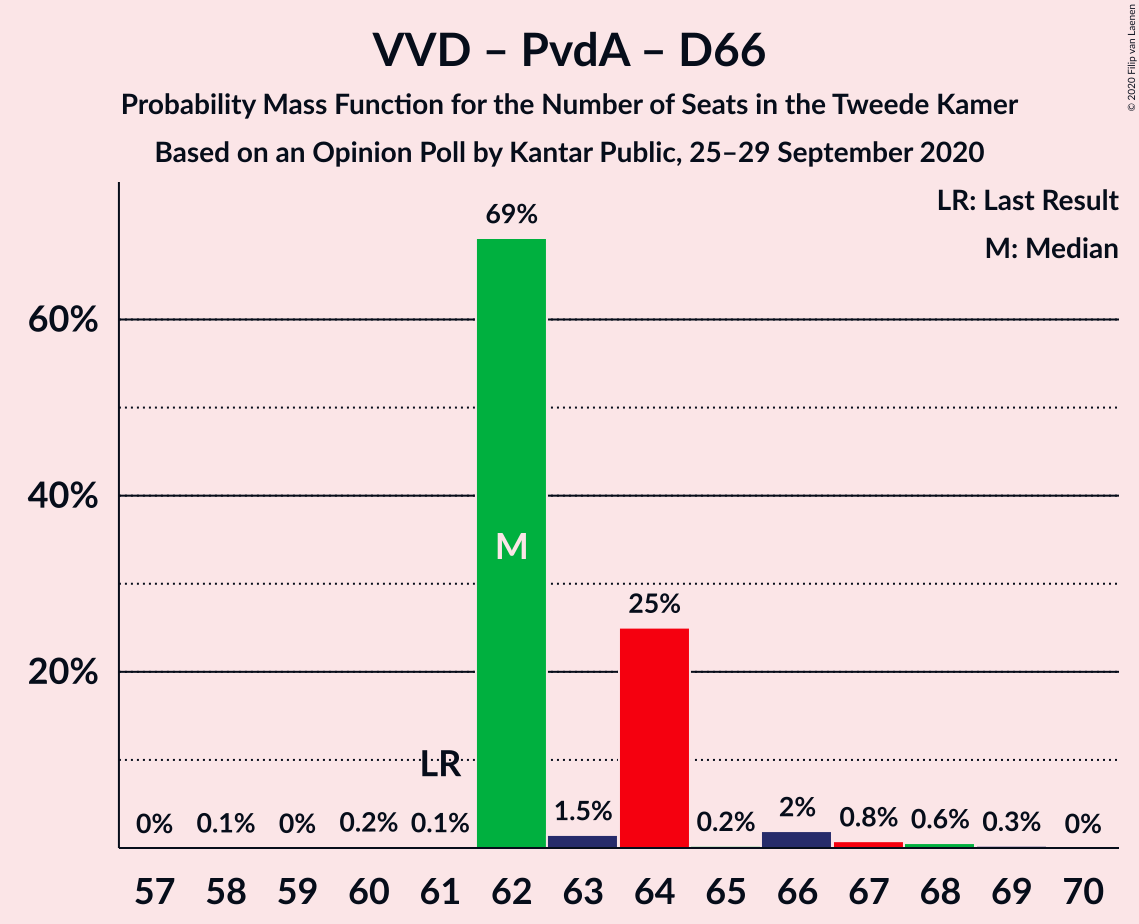 VVD – PvdA – D66
Probability Mass Function for the Number of Seats in the Tweede Kamer
Based on an Opinion Poll by Kantar Public, 25–29 September 2020
© 2020 Filip van Laenen
LR: Last Result
M: Median
60%
40%
20%
0%
0.1%
0%
0.2%
0.1%
69%
1.5%
25%
0.2%
2%
0.8%
0.6%
0.3%
0%
LR
M
57 58 59 60 61 62 63 64 65 66 67 68 69 70